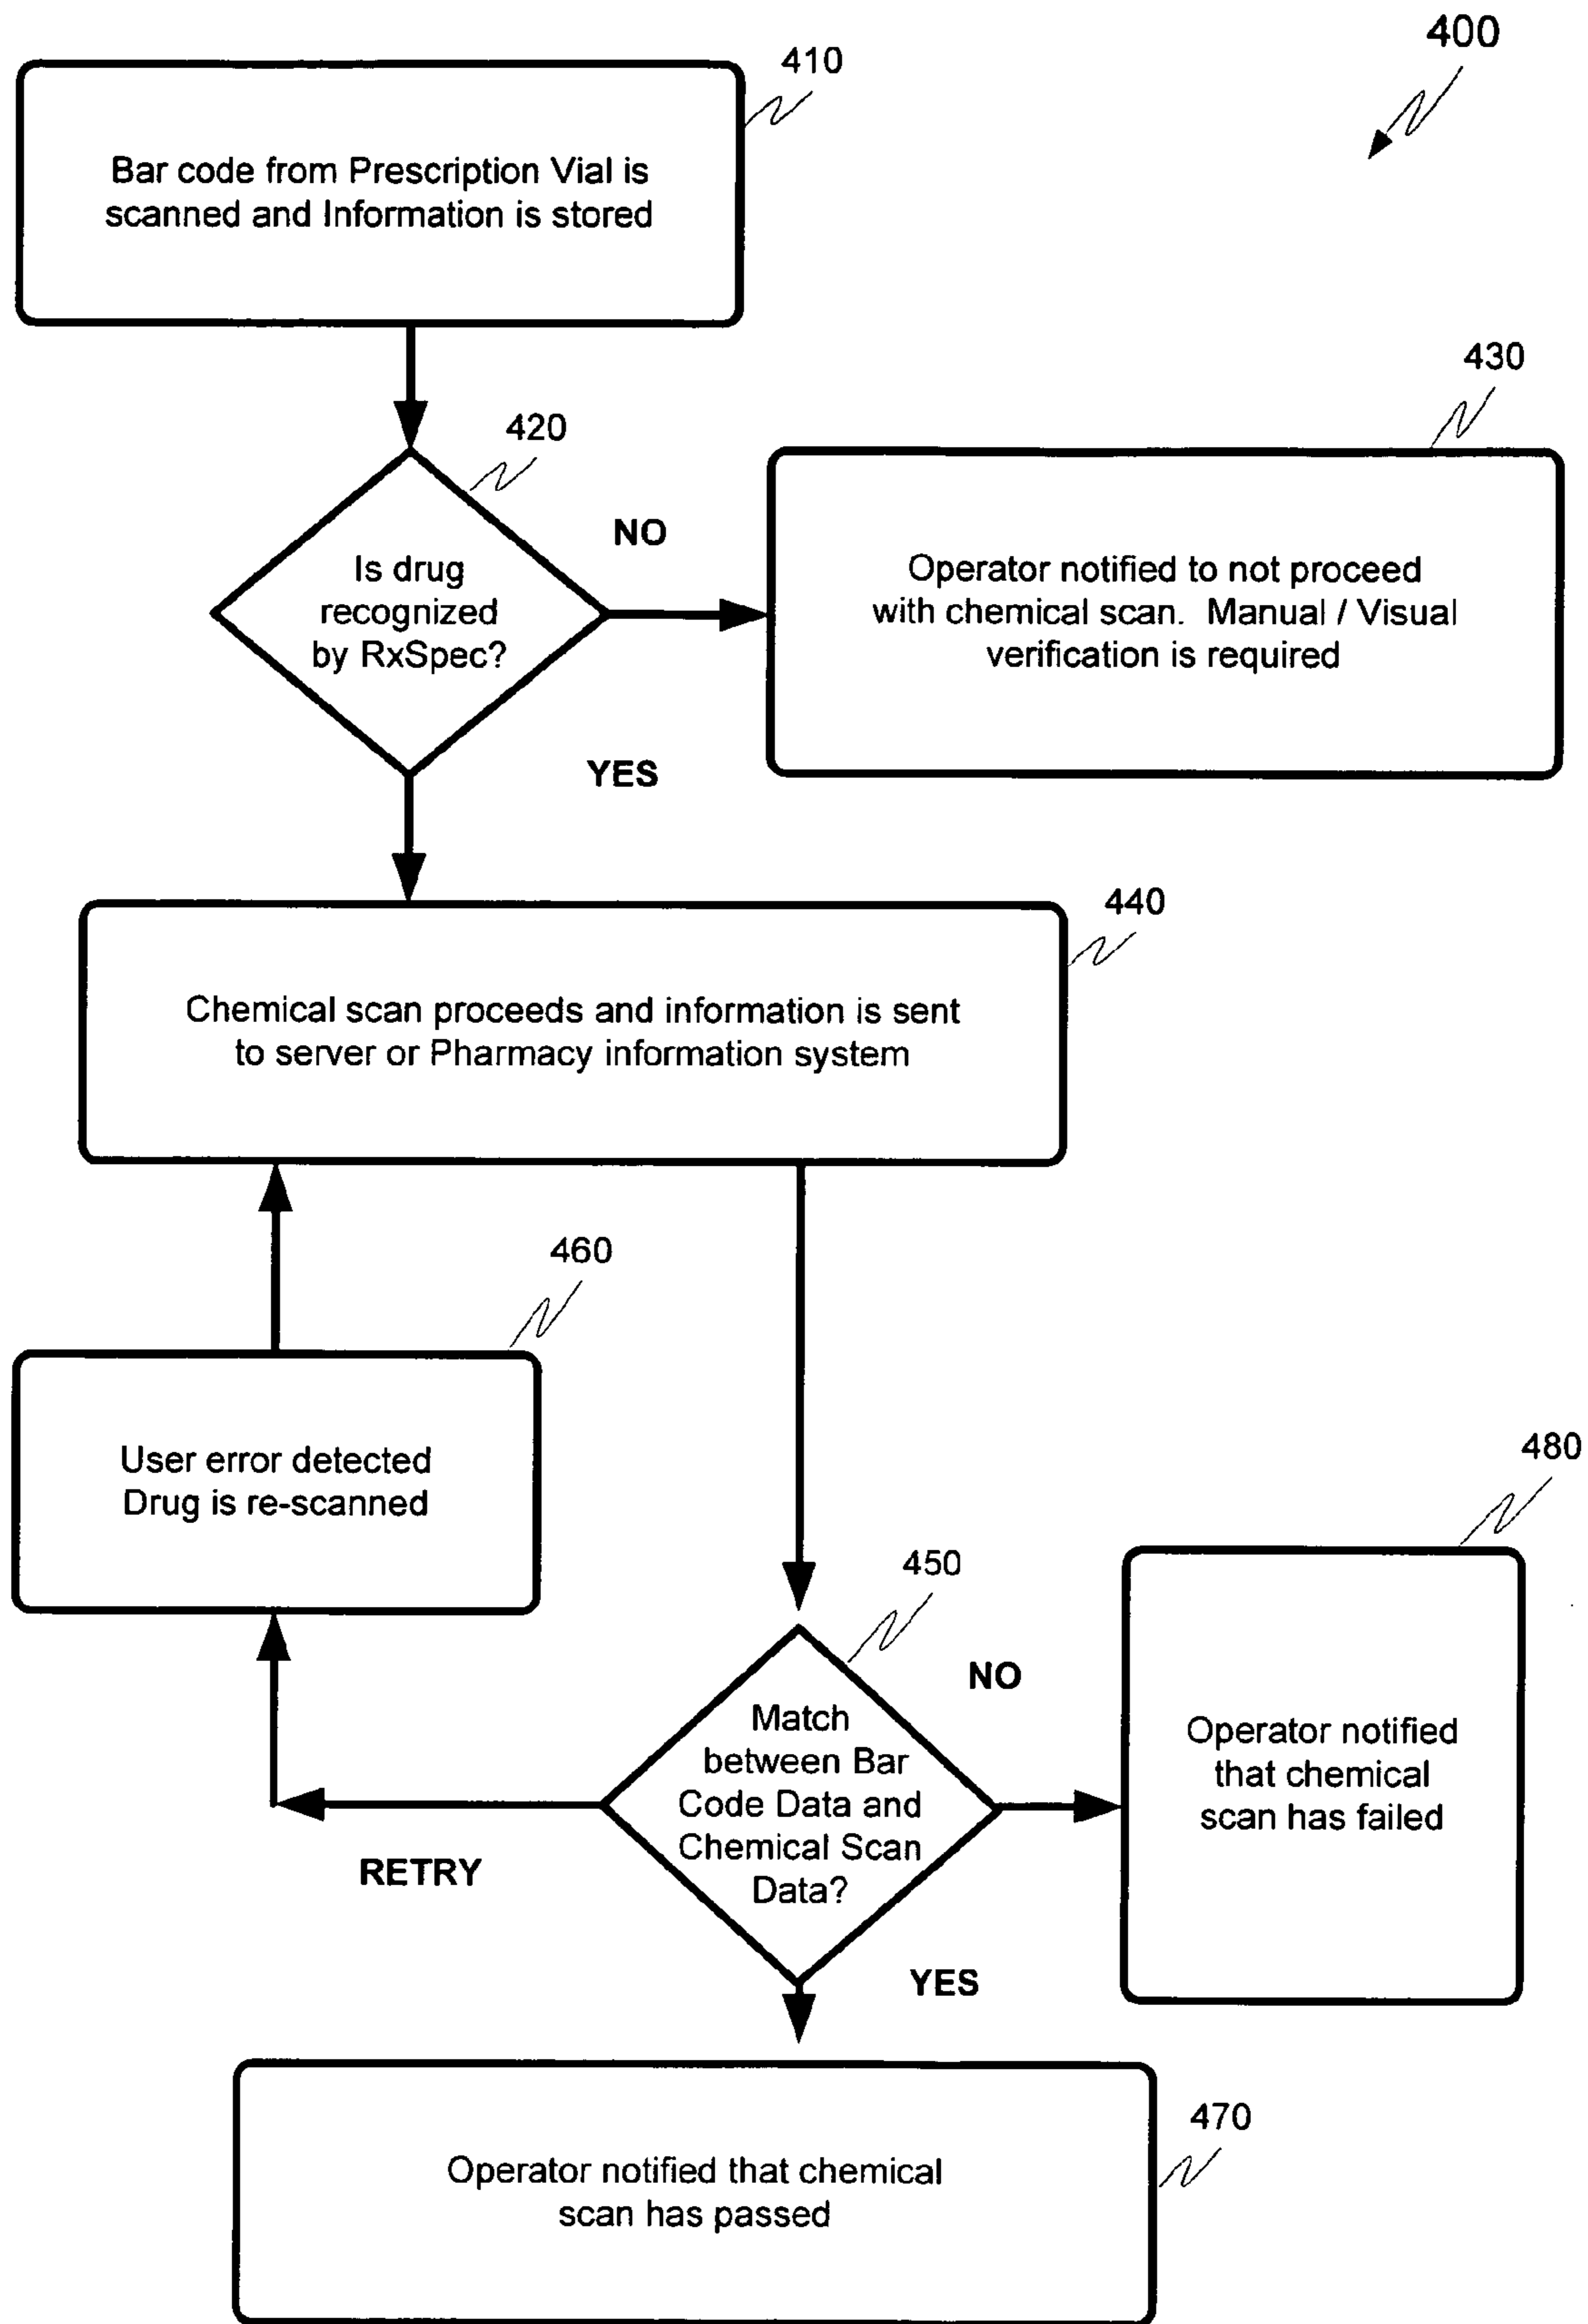 400
410
Bar code from Prescription Vial is
scanned and Information is stored
420
Is drug
recognized
by RxSpec?
NO
430
Operator notified to not proceed
with chemical scan.  Manual / Visual
verification is required
YES
440
Chemical scan proceeds and information is sent
to server or Pharmacy information system
460
User error detected
Drug is re-scanned
450
Match
between Bar
Code Data and
Chemical Scan
Data?
NO
480
Operator notified
that chemical
scan has failed
RETRY
YES
470
Operator notified that chemical
scan has passed